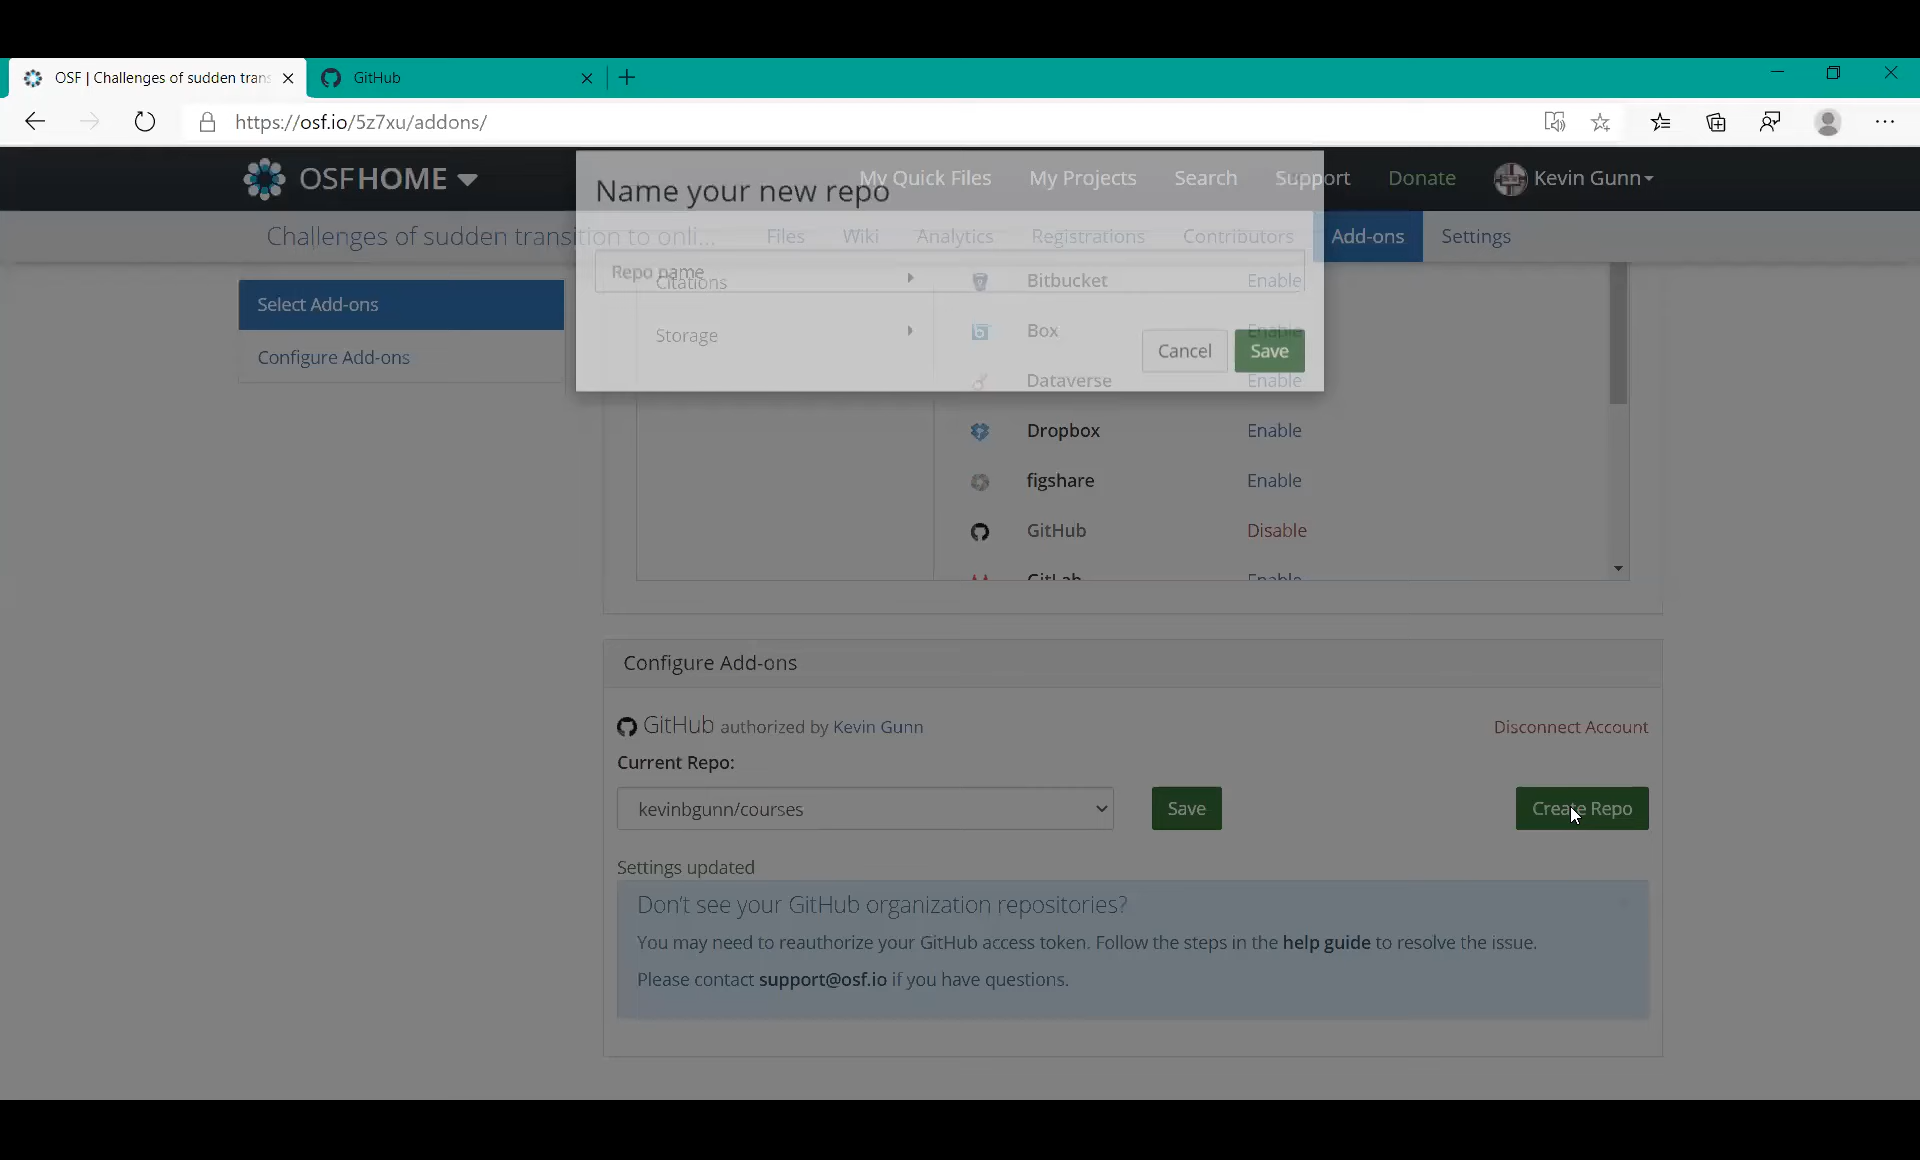 OSF | Challenges of sudden trans
GitHub
https://osf.io/5z7xu/addons/
OSFHOME
My Quick Files
My Projects
Search
Support
Donate
Kevin Gunn
Name your new repo
Challenges of sudden transition to onli...
Files
Wiki
Analytics
Registrations
Contributors
Add-ons
Settings
Repo name
Select Add-ons
Configure Add-ons
Citations
Storage
Bitbucket Enable
Box Enable
Cancel
Save
Dataverse Enable
Dropbox Enable
figshare Enable
GitHub Disable
GitLab Enable
Configure Add-ons
GitHub authorized by Kevin Gunn
Disconnect Account
Current Repo:
kevinbgunn/courses
Save
Create Repo
Settings updated
Don't see your GitHub organization repositories?
You may need to reauthorize your GitHub access token. Follow the steps in the help guide to resolve the issue.
Please contact support@osf.io if you have questions.